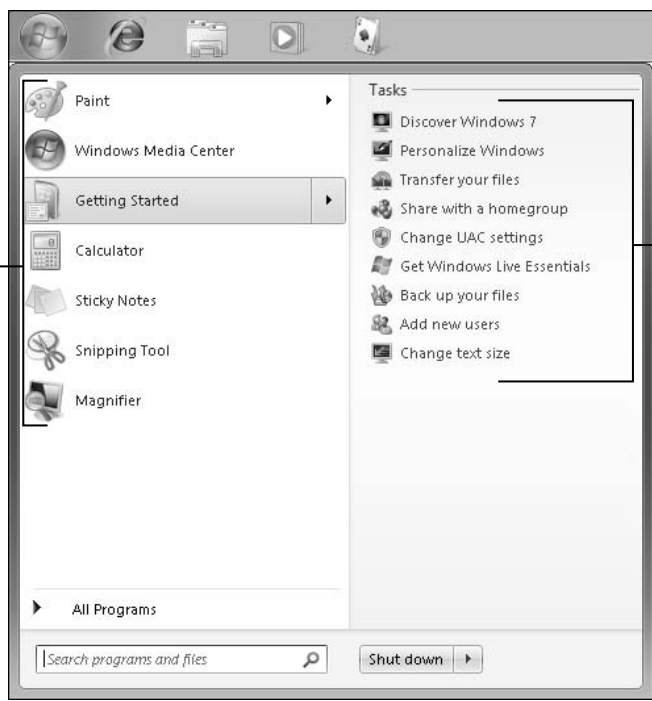 Paint
Windows Media Center
Getting Started
Calculator
Sticky Notes
Snipping Tool
Magnifier
All Programs
Search programs and files
Tasks
Discover Windows 7
Personalize Windows
Transfer your files
Share with a homegroup
Change UAC settings
Get Windows Live Essentials
Back up your files
Add new users
Change text size
Shut down